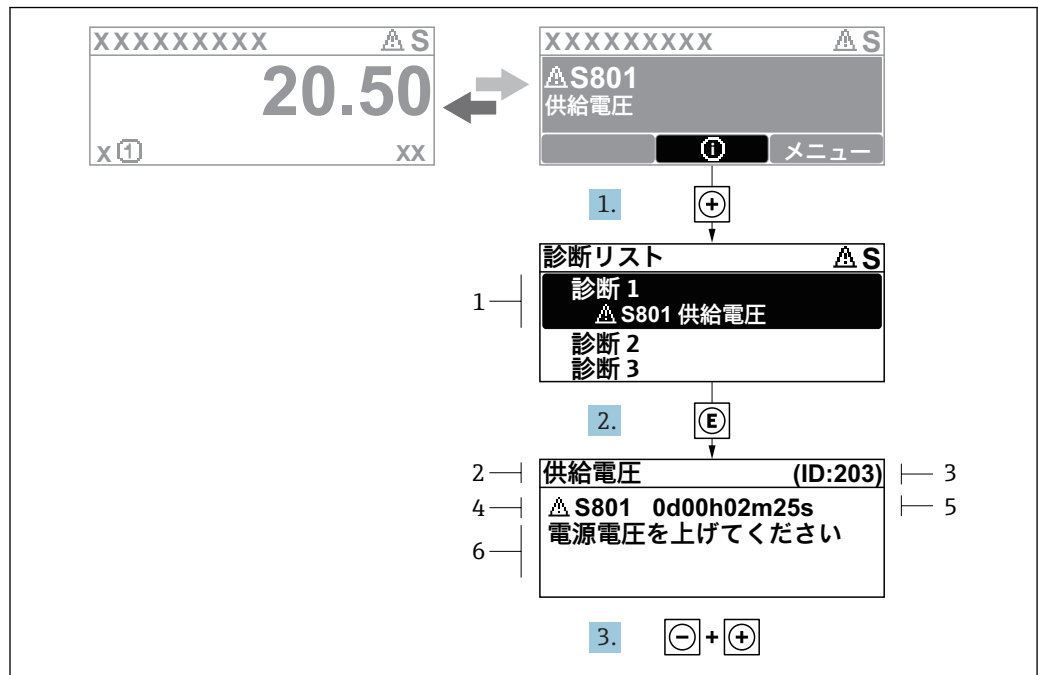 XXXXXXXXX ⚠ S
20.50
X 1 XX
XXXXXXXXX ⚠ S
⚠S801
供給電圧
i メニュー
1. +
診断リスト ⚠ S
1 診断 1
⚠ S801 供給電圧
診断 2
診断 3
2. E
2 供給電圧 (ID:203) 3
4 ⚠ S801 0d00h02m25s 5
6 電源電圧を上げてください
3. - + +